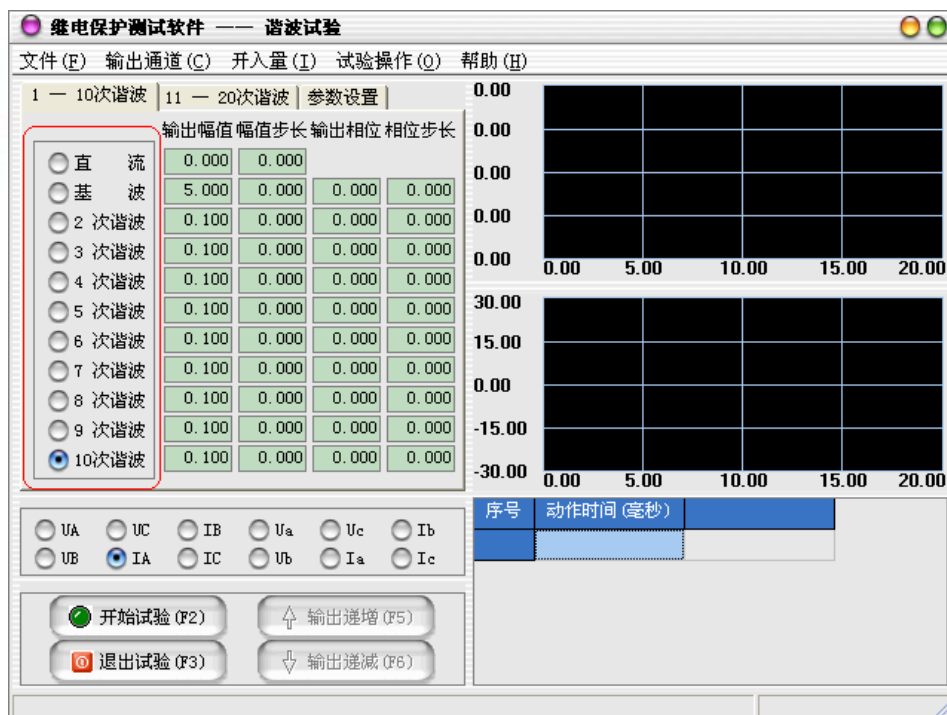 继电保护测试软件 —— 谐波试验
文件(F) 输出通道(C) 开入量(I) 试验操作(O) 帮助(H)
1 — 10次谐波 11 — 20次谐波 参数设置
输出幅值 幅值步长 输出相位 相位步长
直 流 0.000 0.000
基 波 5.000 0.000 0.000 0.000
2 次谐波 0.100 0.000 0.000 0.000
3 次谐波 0.100 0.000 0.000 0.000
4 次谐波 0.100 0.000 0.000 0.000
5 次谐波 0.100 0.000 0.000 0.000
6 次谐波 0.100 0.000 0.000 0.000
7 次谐波 0.100 0.000 0.000 0.000
8 次谐波 0.100 0.000 0.000 0.000
9 次谐波 0.100 0.000 0.000 0.000
10次谐波 0.100 0.000 0.000 0.000
0.00
0.00
0.00
0.00
0.00
0.00 5.00 10.00 15.00 20.00
30.00
15.00
0.00
-15.00
-30.00
0.00 5.00 10.00 15.00 20.00
UA UC IB Ua Uc Ib
UB IA IC Ub Ia Ic
序号 动作时间(毫秒)
开始试验(F2) 输出递增(F5)
退出试验(F3) 输出递减(F6)